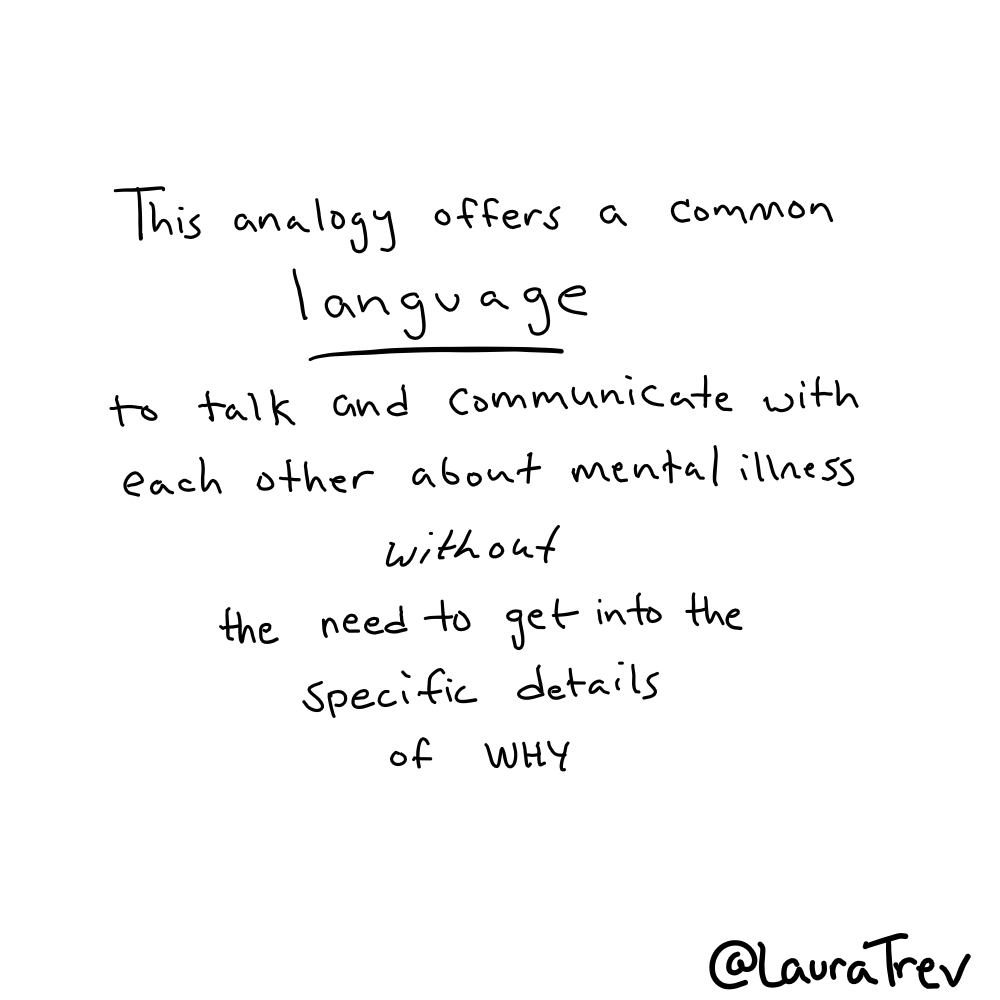 This analogy offers a common
language
to talk and communicate with
each other about mental illness
without
the need to get into the
specific details
of WHY
@LauraTrev